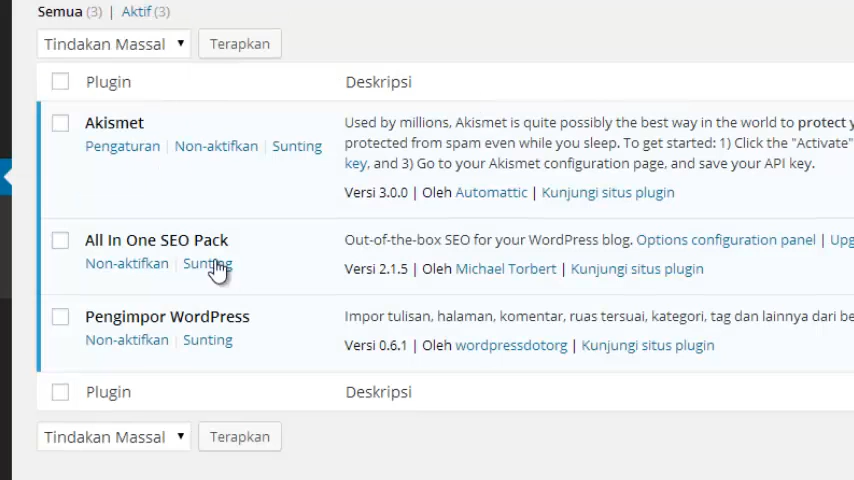 Semua (3) | Aktif (3)
Tindakan Massal Terapkan
Plugin Deskripsi
Akismet Used by millions, Akismet is quite possibly the best way in the world to protect y
Pengaturan | Non-aktifkan | Sunting protected from spam even while you sleep. To get started: 1) Click the "Activate"
key, and 3) Go to your Akismet configuration page, and save your API key.
Versi 3.0.0 | Oleh Automattic | Kunjungi situs plugin
All In One SEO Pack Out-of-the-box SEO for your WordPress blog. Options configuration panel | Upg
Non-aktifkan | Sunting Versi 2.1.5 | Oleh Michael Torbert | Kunjungi situs plugin
Pengimpor WordPress Impor tulisan, halaman, komentar, ruas tersuai, kategori, tag dan lainnya dari be
Non-aktifkan | Sunting Versi 0.6.1 | Oleh wordpressdotorg | Kunjungi situs plugin
Plugin Deskripsi
Tindakan Massal Terapkan